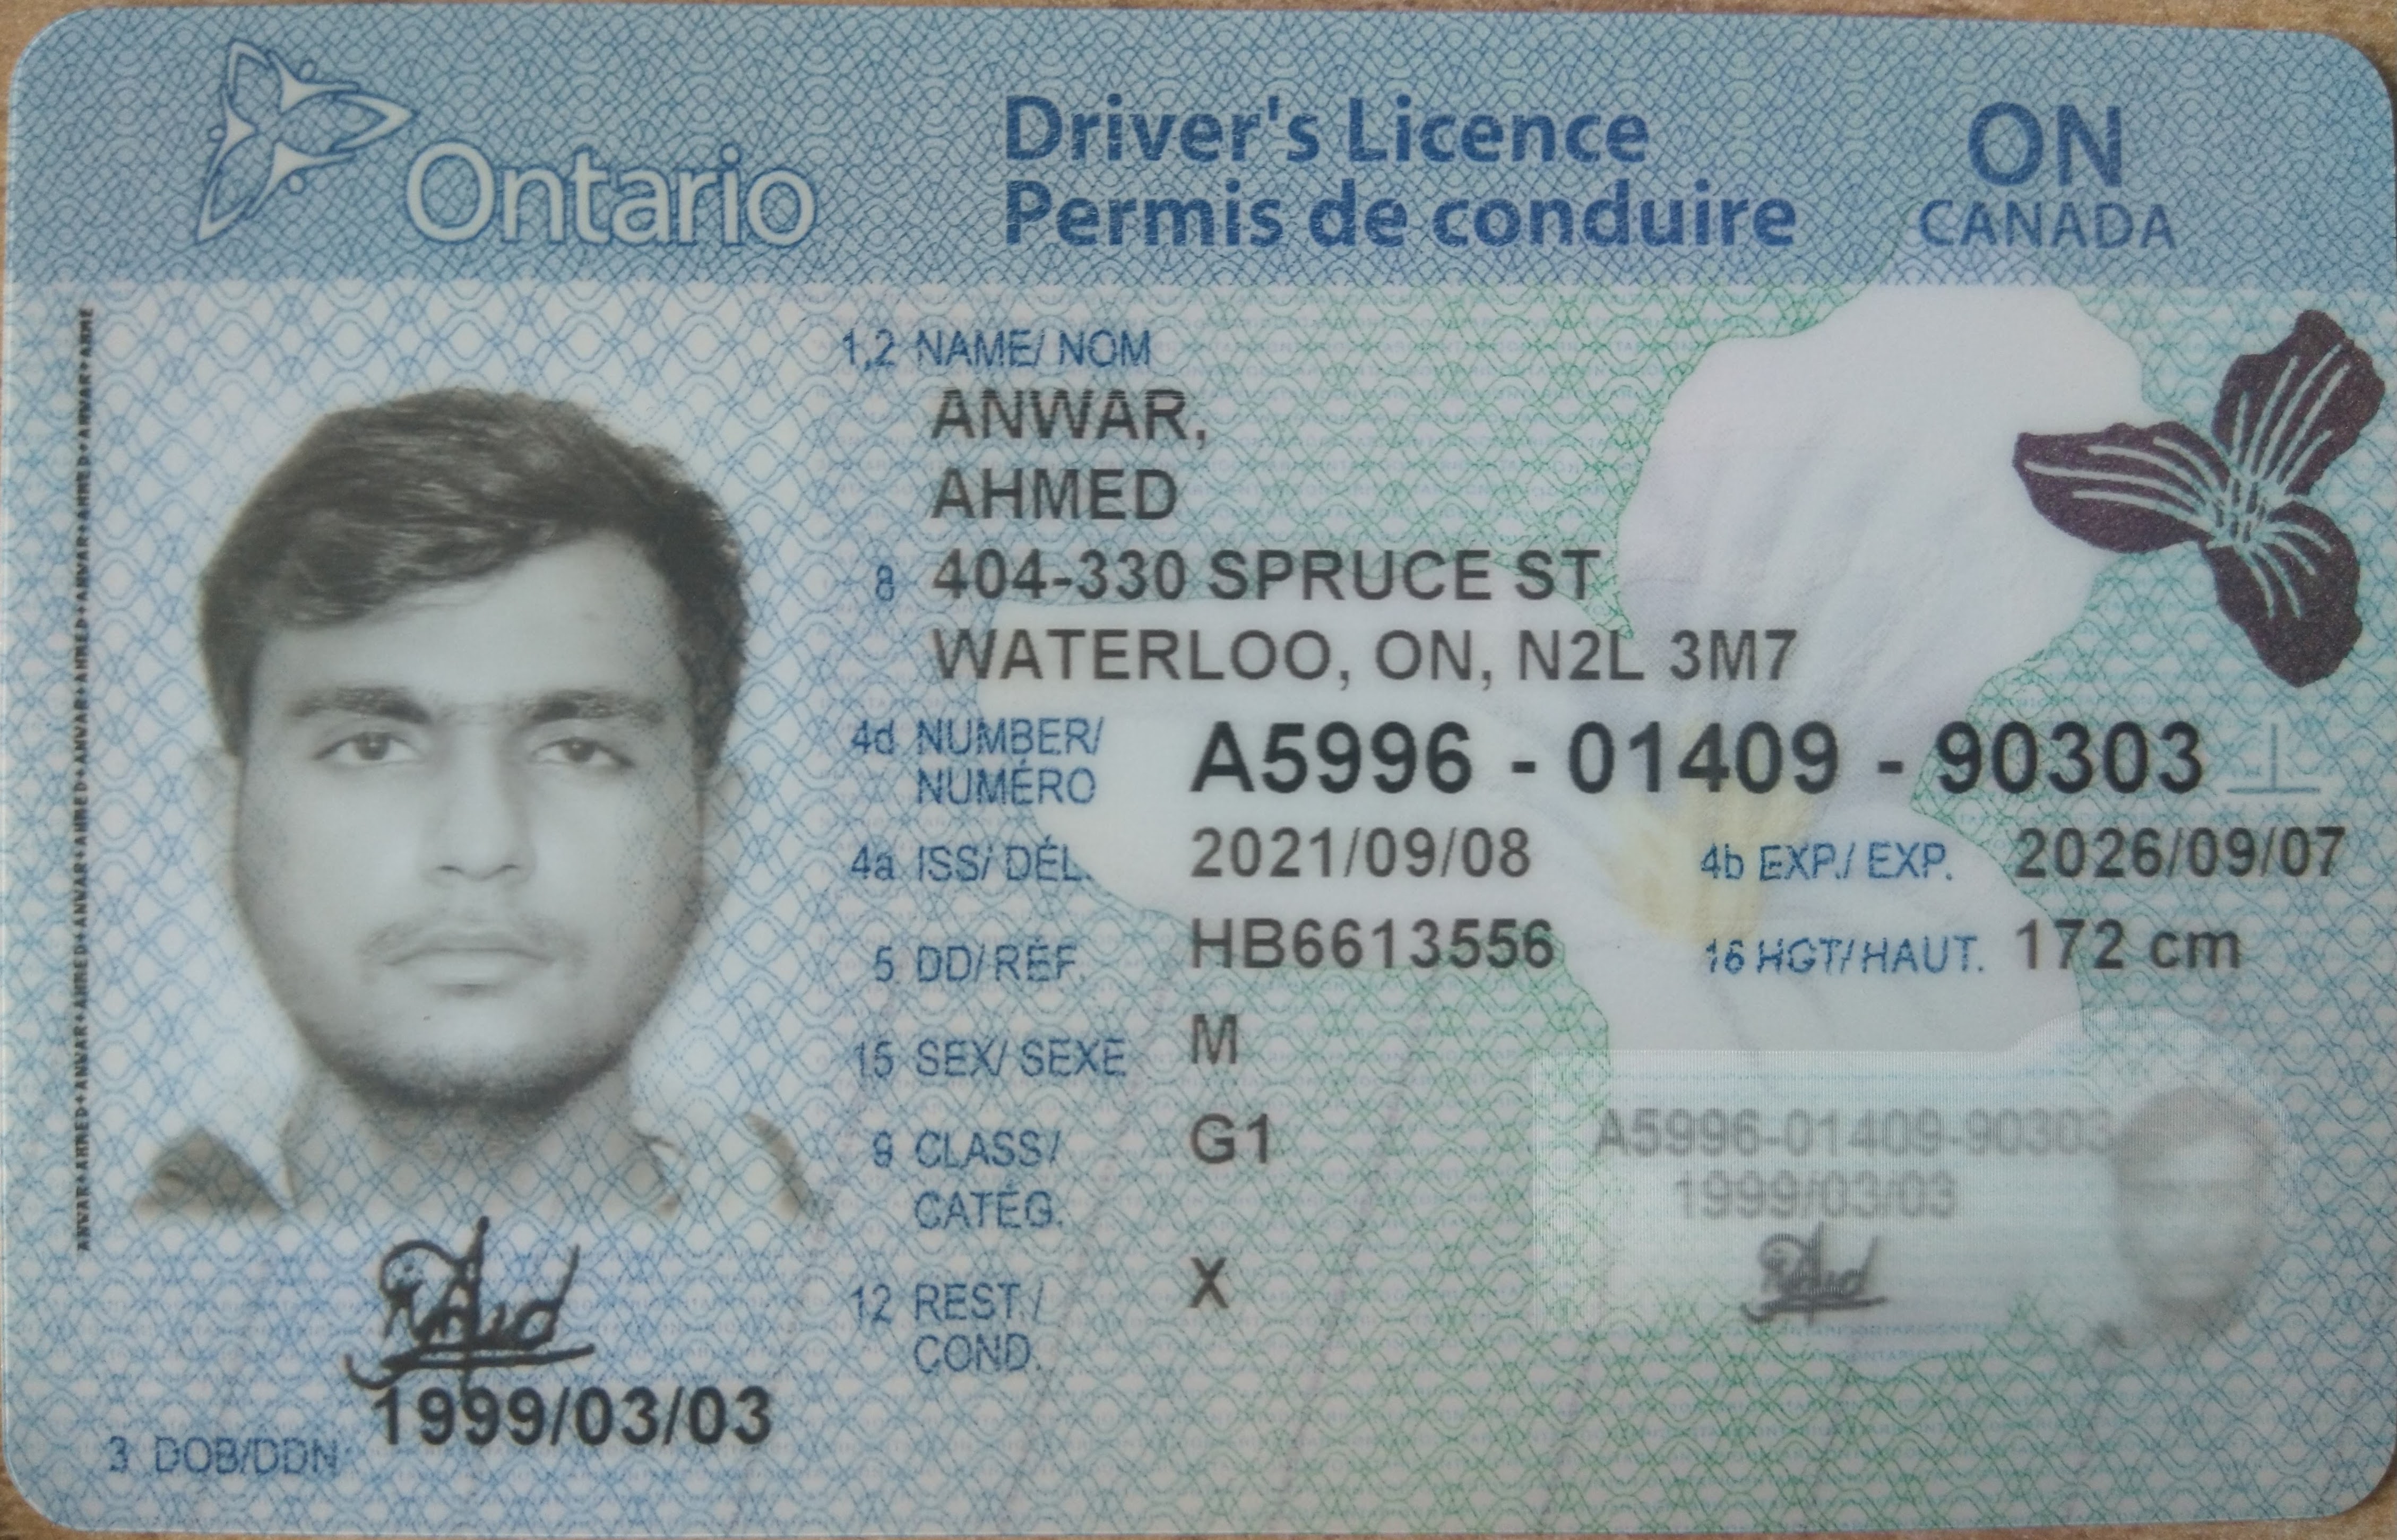 Ontario
Driver's Licence
Permis de conduire
ON
CANADA
1,2 NAME/ NOM
ANWAR,
AHMED
8 404-330 SPRUCE ST
WATERLOO, ON, N2L 3M7
4d NUMBER/ NUMÉRO A5996 - 01409 - 90303
4a ISS/ DÉL. 2021/09/08 4b EXP./ EXP. 2026/09/07
5 DD/RÉF. HB6613556 16 HGT/HAUT. 172 cm
15 SEX/ SEXE M
9 CLASS/ CATÉG. G1
12 REST./ COND. X
A5996-01409-90303
1999/03/03
3 DOB/DDN 1999/03/03
ANWAR+AHMED+ANWAR+AHMED+ANWAR+AHMED+ANWAR+AHMED+ANWAR+AHMED+ANWAR+AHMED+ANWAR+AHME